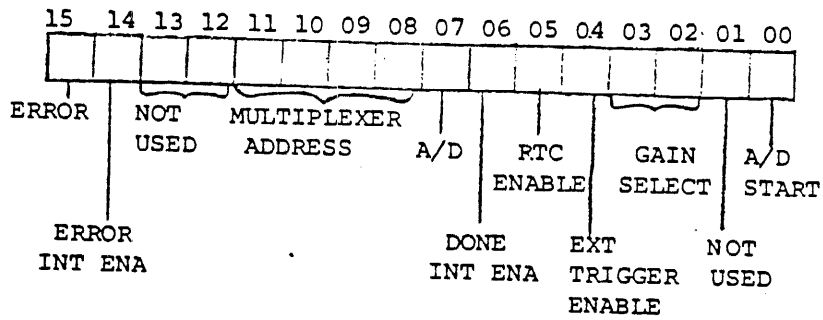 15 14 13 12 11 10 09 08 07 06 05 04 03 02 01 00
ERROR
NOT
USED
MULTIPLEXER
ADDRESS
A/D
RTC
ENABLE
GAIN
SELECT
A/D
START
ERROR
INT ENA
DONE
INT ENA
EXT
TRIGGER
ENABLE
NOT
USED